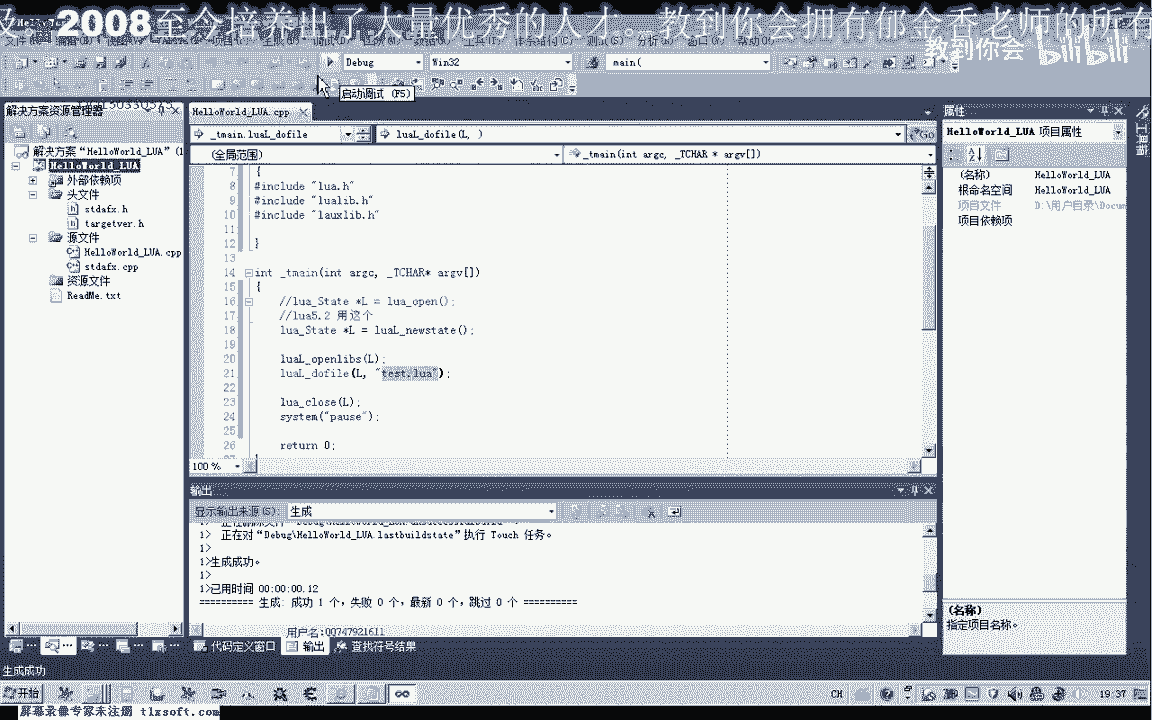 2008至今培养出了大量优秀的人才。教到你会拥有郁金香老师的所有
教到你会 bilibili
Debug Win32 main(
启动调试 (F5)
解决方案资源管理器
HelloWorld_LUA.cpp
属性
工具箱
_tmain.luaL_dofile luaL_dofile(L, )
Go
HelloWorld_LUA 项目属性
(全局范围) _tmain(int argc, _TCHAR * argv[])
解决方案“HelloWorld_LUA”(1
HelloWorld_LUA
外部依赖项
头文件
stdafx.h
targetver.h
源文件
HelloWorld_LUA.cpp
stdafx.cpp
资源文件
ReadMe.txt
7 {
8 #include "lua.h"
9 #include "lualib.h"
10 #include "lauxlib.h"
11
12 }
13
14 int _tmain(int argc, _TCHAR* argv[])
15 {
16 //lua_State *L = lua_open();
17 //lua5.2 用这个
18 lua_State *L = luaL_newstate();
19
20 luaL_openlibs(L);
21 luaL_dofile(L, "test.lua");
22
23 lua_close(L);
24 system("pause");
25
26 return 0;
100 %
(名称) HelloWorld_LUA
根命名空间 HelloWorld_LUA
项目文件 D:\用户目录\Docum
项目依赖项
输出
显示输出来源(S): 生成
1> 正在对“Debug\HelloWorld_LUA.lastbuildstate”执行 Touch 任务。
1>
1>生成成功。
1>
1>已用时间 00:00:00.12
========== 生成: 成功 1 个，失败 0 个，最新 0 个，跳过 0 个 ==========
用户名:00747921611
代码定义窗口 输出 查找符号结果
(名称)
指定项目名称。
生成成功
开始 CH 19:37
屏幕录像专家未注册 tlxsoft.com